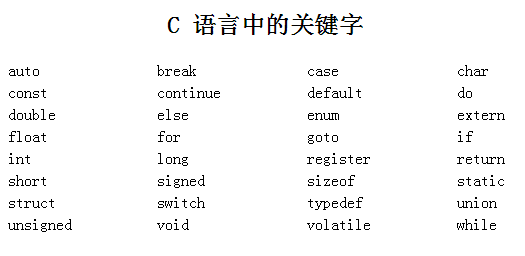 C 语言中的关键字
auto break case char
const continue default do
double else enum extern
float for goto if
int long register return
short signed sizeof static
struct switch typedef union
unsigned void volatile while